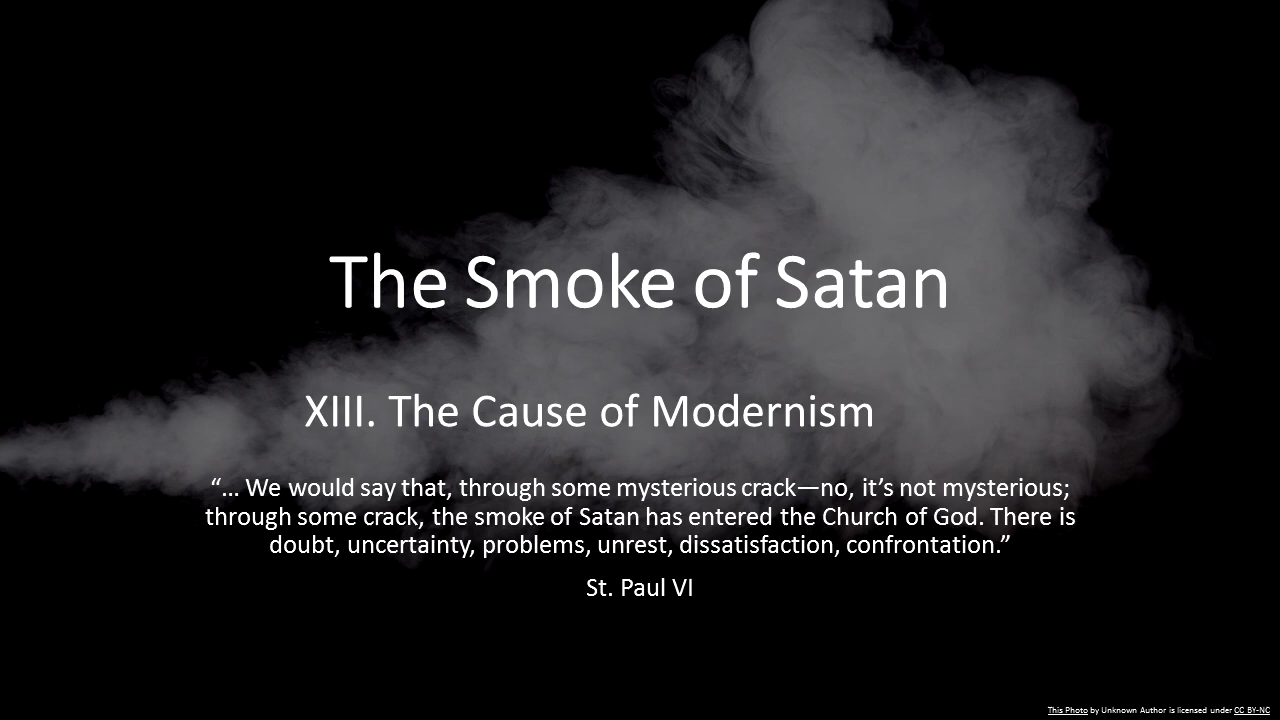 The Smoke of Satan
XIII. The Cause of Modernism
“… We would say that, through some mysterious crack—no, it’s not mysterious;
through some crack, the smoke of Satan has entered the Church of God. There is
doubt, uncertainty, problems, unrest, dissatisfaction, confrontation.”
St. Paul VI
This Photo by Unknown Author is licensed under CC BY-NC